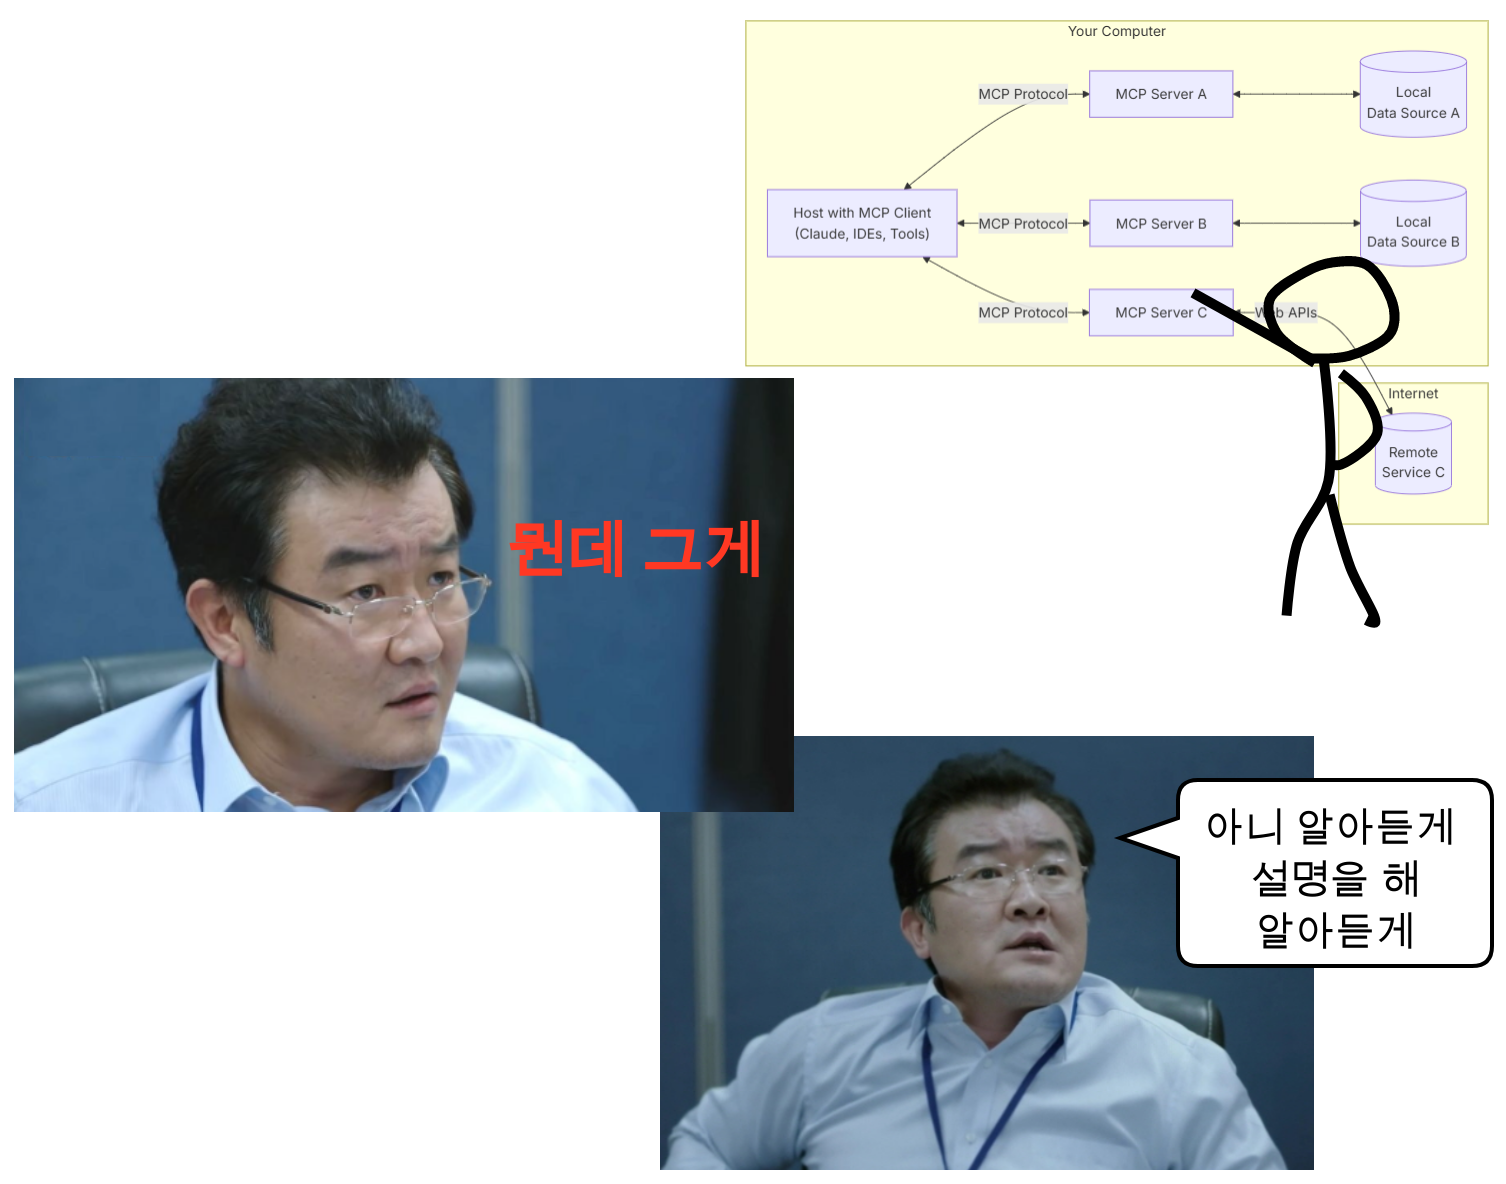 Your Computer
MCP Protocol
MCP Server A
Local
Data Source A
Host with MCP Client
(Claude, IDEs, Tools)
MCP Protocol
MCP Server B
Local
Data Source B
MCP Protocol
MCP Server C
Web APIs
Internet
Remote
Service C
뭔데 그게
아니 알아듣게
설명을 해
알아듣게